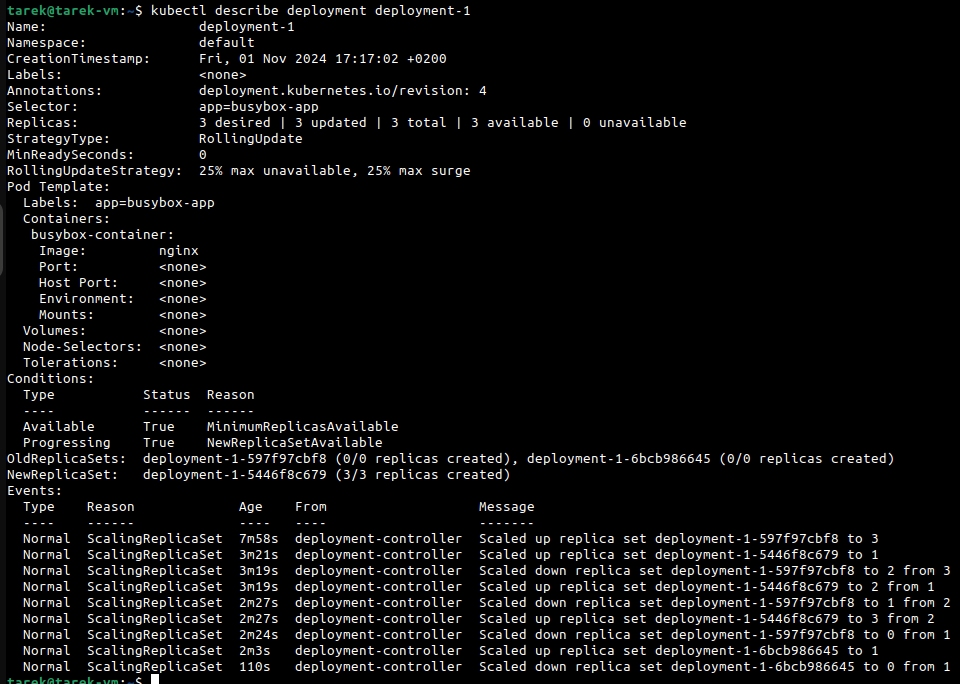 tarek@tarek-vm:~$ kubectl describe deployment deployment-1
Name:                   deployment-1
Namespace:              default
CreationTimestamp:      Fri, 01 Nov 2024 17:17:02 +0200
Labels:                 <none>
Annotations:            deployment.kubernetes.io/revision: 4
Selector:               app=busybox-app
Replicas:               3 desired | 3 updated | 3 total | 3 available | 0 unavailable
StrategyType:           RollingUpdate
MinReadySeconds:        0
RollingUpdateStrategy:  25% max unavailable, 25% max surge
Pod Template:
  Labels:  app=busybox-app
  Containers:
   busybox-container:
    Image:         nginx
    Port:          <none>
    Host Port:     <none>
    Environment:   <none>
    Mounts:        <none>
  Volumes:         <none>
  Node-Selectors:  <none>
  Tolerations:     <none>
Conditions:
  Type           Status  Reason
  ----           ------  ------
  Available      True    MinimumReplicasAvailable
  Progressing    True    NewReplicaSetAvailable
OldReplicaSets:  deployment-1-597f97cbf8 (0/0 replicas created), deployment-1-6bcb986645 (0/0 replicas created)
NewReplicaSet:   deployment-1-5446f8c679 (3/3 replicas created)
Events:
  Type    Reason             Age    From                   Message
  ----    ------             ----   ----                   -------
  Normal  ScalingReplicaSet  7m58s  deployment-controller  Scaled up replica set deployment-1-597f97cbf8 to 3
  Normal  ScalingReplicaSet  3m21s  deployment-controller  Scaled up replica set deployment-1-5446f8c679 to 1
  Normal  ScalingReplicaSet  3m19s  deployment-controller  Scaled down replica set deployment-1-597f97cbf8 to 2 from 3
  Normal  ScalingReplicaSet  3m19s  deployment-controller  Scaled up replica set deployment-1-5446f8c679 to 2 from 1
  Normal  ScalingReplicaSet  2m27s  deployment-controller  Scaled down replica set deployment-1-597f97cbf8 to 1 from 2
  Normal  ScalingReplicaSet  2m27s  deployment-controller  Scaled up replica set deployment-1-5446f8c679 to 3 from 2
  Normal  ScalingReplicaSet  2m24s  deployment-controller  Scaled down replica set deployment-1-597f97cbf8 to 0 from 1
  Normal  ScalingReplicaSet  2m3s   deployment-controller  Scaled up replica set deployment-1-6bcb986645 to 1
  Normal  ScalingReplicaSet  110s   deployment-controller  Scaled down replica set deployment-1-6bcb986645 to 0 from 1
tarek@tarek-vm:~$